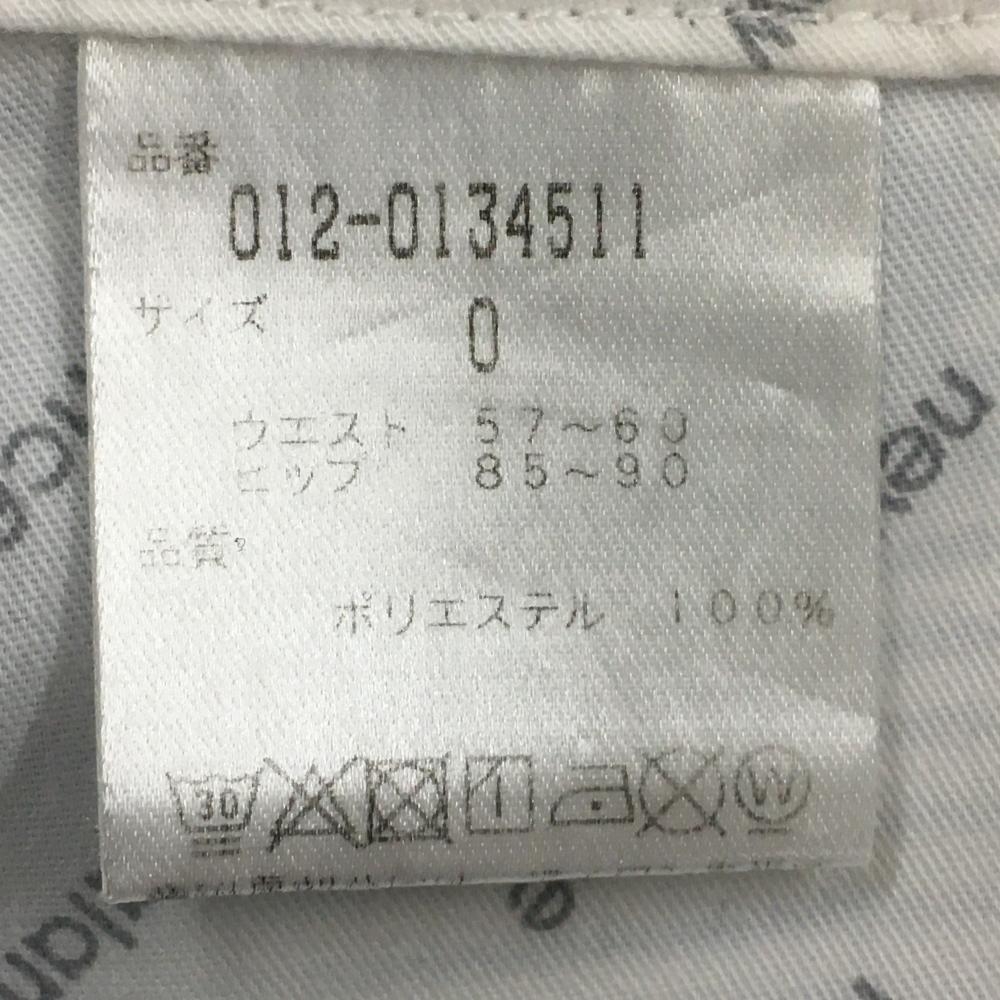 品番
012-0134511
サイズ 0
ウエスト 57~60
ヒップ 85~90
品質
ポリエステル 100%
30 W